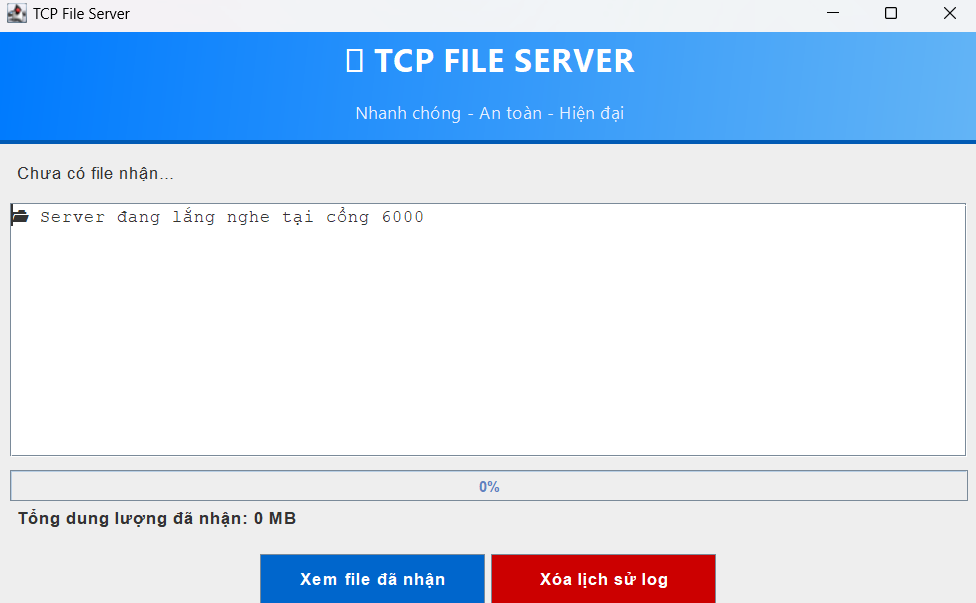 TCP File Server
TCP FILE SERVER
Nhanh chóng - An toàn - Hiện đại
Chưa có file nhận...
Server đang lắng nghe tại cổng 6000
0%
Tổng dung lượng đã nhận: 0 MB
Xem file đã nhận
Xóa lịch sử log